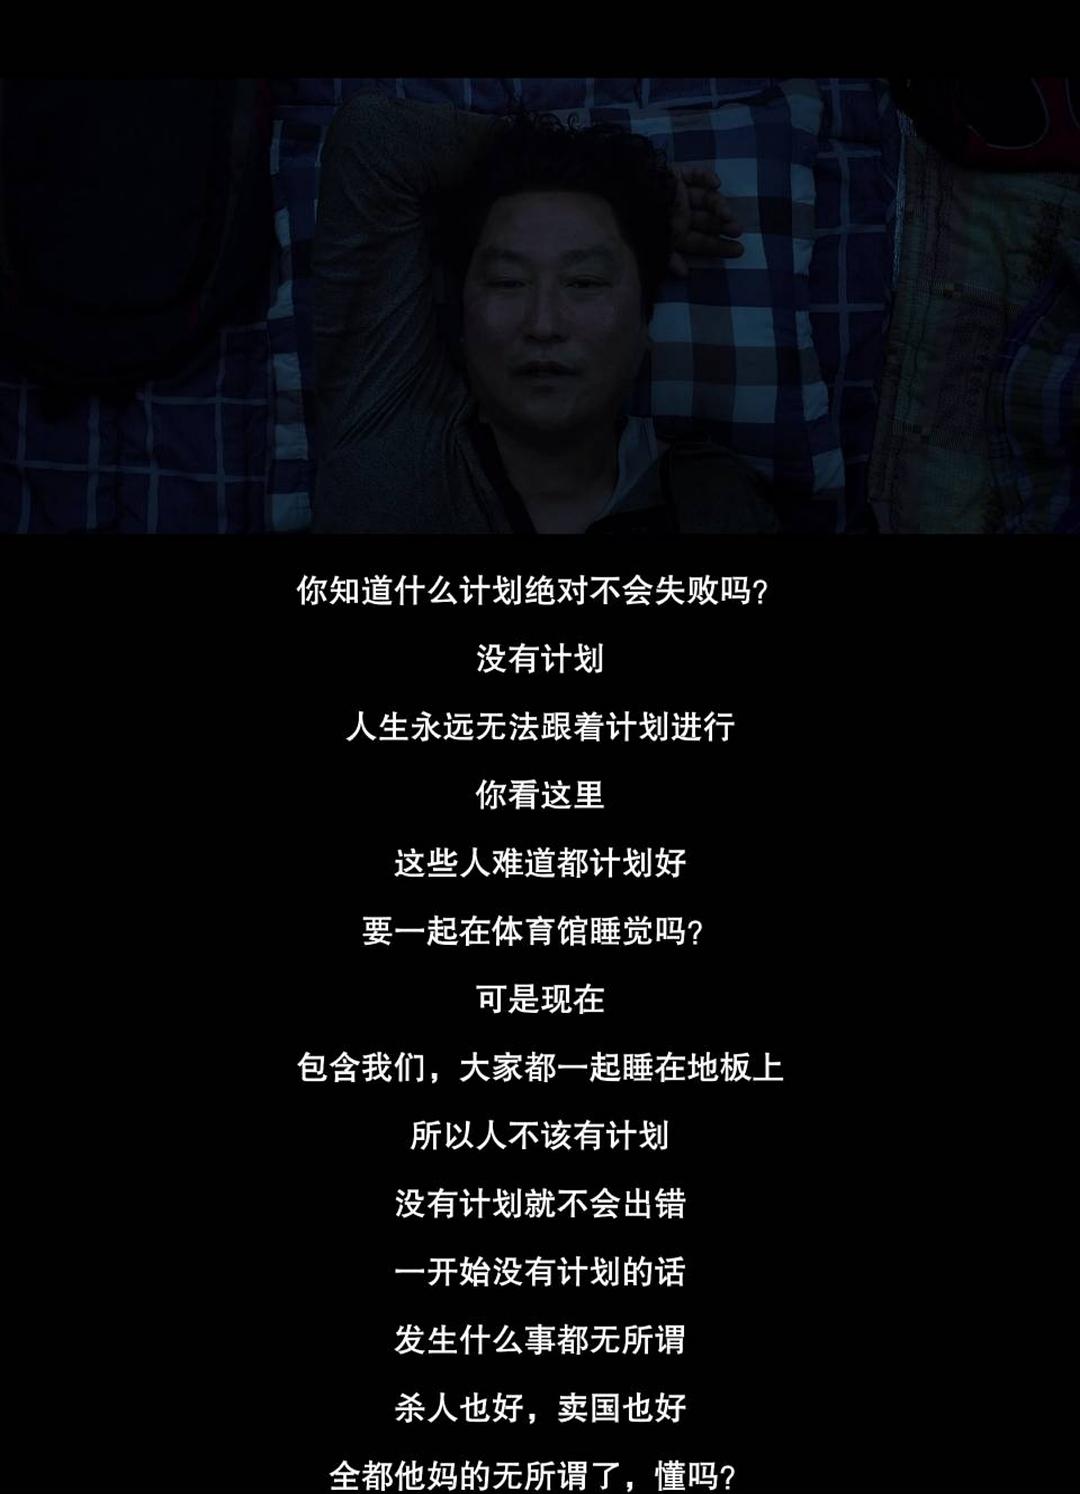 你知道什么计划绝对不会失败吗?
没有计划
人生永远无法跟着计划进行
你看这里
这些人难道都计划好
要一起在体育馆睡觉吗?
可是现在
包含我们，大家都一起睡在地板上
所以人不该有计划
没有计划就不会出错
一开始没有计划的话
发生什么事都无所谓
杀人也好，卖国也好
全都他妈的无所谓了，懂吗?